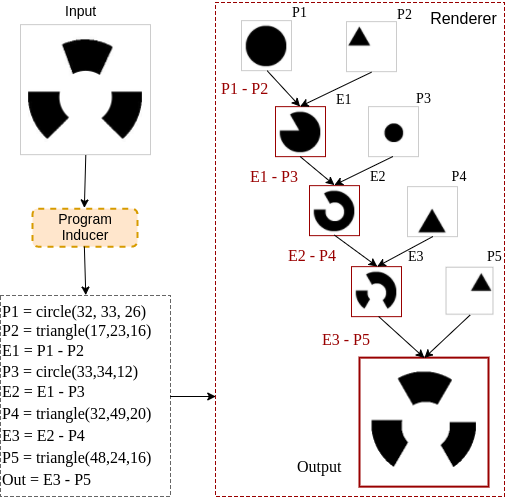 Input
Program
Inducer
P1 = circle(32, 33, 26)
P2 = triangle(17,23,16)
E1 = P1 - P2
P3 = circle(33,34,12)
E2 = E1 - P3
P4 = triangle(32,49,20)
E3 = E2 - P4
P5 = triangle(48,24,16)
Out = E3 - P5
Renderer
P1
P2
P1 - P2
E1
P3
E1 - P3
E2
P4
E2 - P4
E3
P5
E3 - P5
Output